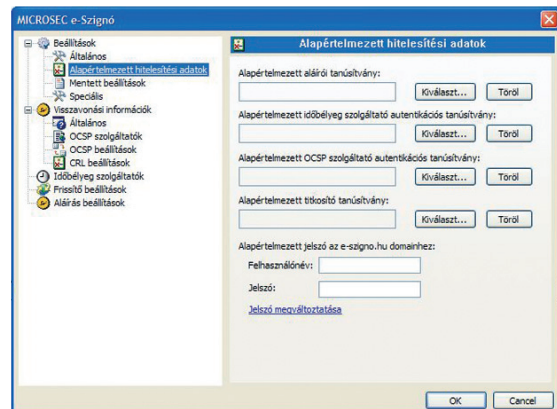 MICROSEC e-Szignó
Beállítások
Általános
Alapértelmezett hitelesítési adatok
Mentett beállítások
Speciális
Visszavonási információk
Általános
OCSP szolgáltatók
OCSP beállítások
CRL beállítások
Időbélyeg szolgáltatók
Frissítő beállítások
Aláírás beállítások
Alapértelmezett hitelesítési adatok
Alapértelmezett aláírói tanúsítvány:
Kiválaszt... Töröl
Alapértelmezett időbélyeg szolgáltató autentikációs tanúsítvány:
Kiválaszt... Töröl
Alapértelmezett OCSP szolgáltató autentikációs tanúsítvány:
Kiválaszt... Töröl
Alapértelmezett titkosító tanúsítvány:
Kiválaszt... Töröl
Alapértelmezett jelszó az e-szigno.hu domainhez:
Felhasználónév:
Jelszó:
Jelszó megváltoztatása
OK Cancel